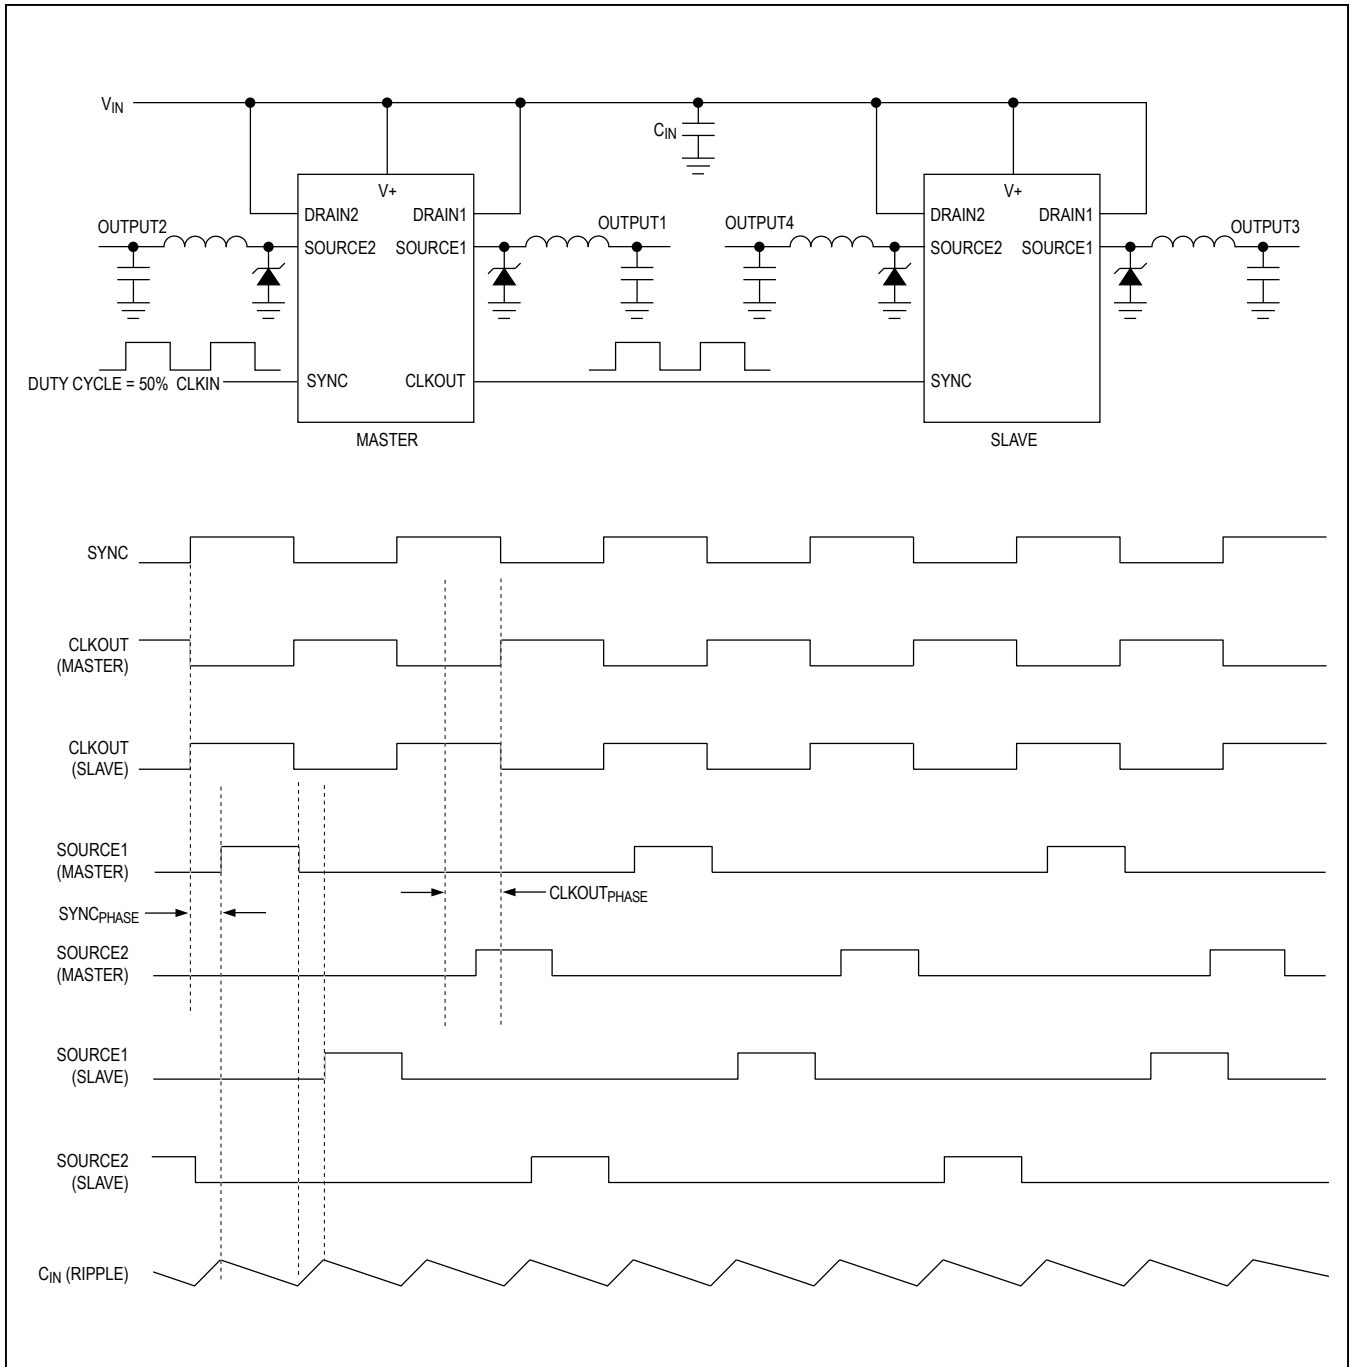 VIN
CIN
V+
V+
DRAIN2 DRAIN1
DRAIN2 DRAIN1
OUTPUT2
SOURCE2 SOURCE1
OUTPUT1
OUTPUT4
SOURCE2 SOURCE1
OUTPUT3
DUTY CYCLE = 50% CLKIN
SYNC CLKOUT
SYNC
MASTER
SLAVE
SYNC
CLKOUT
(MASTER)
CLKOUT
(SLAVE)
SOURCE1
(MASTER)
CLKOUTPHASE
SYNCPHASE
SOURCE2
(MASTER)
SOURCE1
(SLAVE)
SOURCE2
(SLAVE)
CIN (RIPPLE)